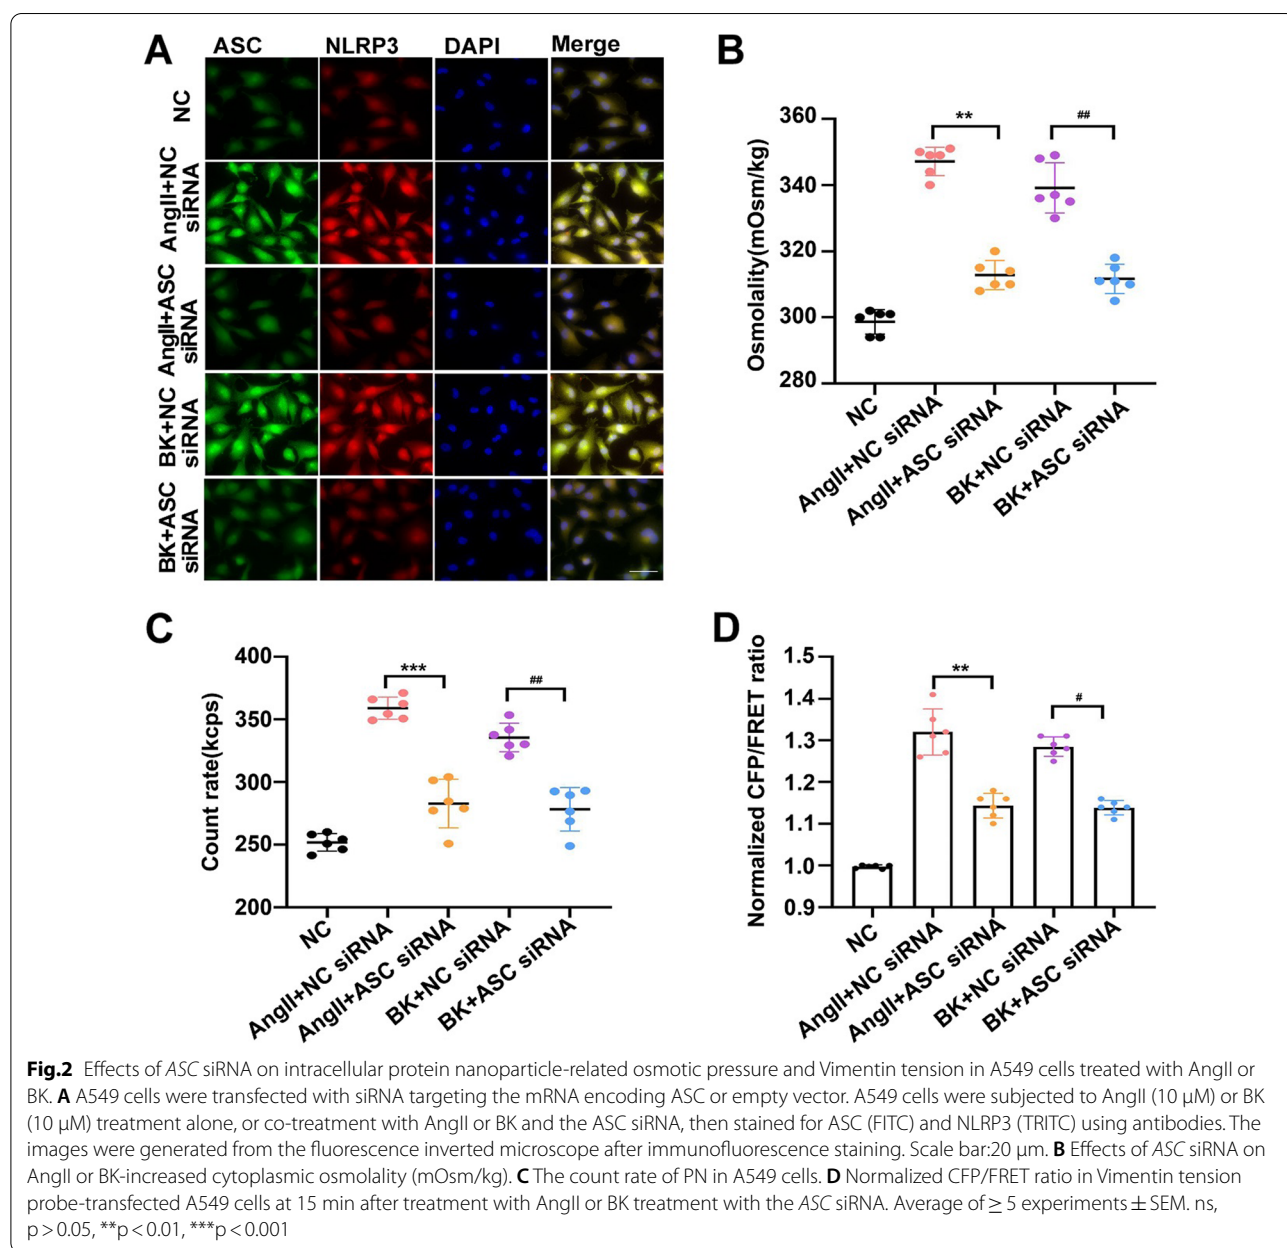 A
ASC NLRP3 DAPI Merge
NC
AngII+NC
siRNA
AngII+ASC
siRNA
BK+NC
siRNA
BK+ASC
siRNA
B
Osmolality(mOsm/kg)
360
340
320
300
280
**
##
NC
AngII+NC siRNA
AngII+ASC siRNA
BK+NC siRNA
BK+ASC siRNA
C
Count rate(kcps)
400
350
300
250
200
***
##
NC
AngII+NC siRNA
AngII+ASC siRNA
BK+NC siRNA
BK+ASC siRNA
D
Normalized CFP/FRET ratio
1.5
1.4
1.3
1.2
1.1
1.0
0.9
**
#
NC
AngII+NC siRNA
AngII+ASC siRNA
BK+NC siRNA
BK+ASC siRNA
Fig.2 Effects of ASC siRNA on intracellular protein nanoparticle-related osmotic pressure and Vimentin tension in A549 cells treated with AngII or
BK. A A549 cells were transfected with siRNA targeting the mRNA encoding ASC or empty vector. A549 cells were subjected to AngII (10 μM) or BK
(10 μM) treatment alone, or co-treatment with AngII or BK and the ASC siRNA, then stained for ASC (FITC) and NLRP3 (TRITC) using antibodies. The
images were generated from the fluorescence inverted microscope after immunofluorescence staining. Scale bar:20 μm. B Effects of ASC siRNA on
AngII or BK-increased cytoplasmic osmolality (mOsm/kg). C The count rate of PN in A549 cells. D Normalized CFP/FRET ratio in Vimentin tension
probe-transfected A549 cells at 15 min after treatment with AngII or BK treatment with the ASC siRNA. Average of ≥ 5 experiments ± SEM. ns,
p > 0.05, **p < 0.01, ***p < 0.001